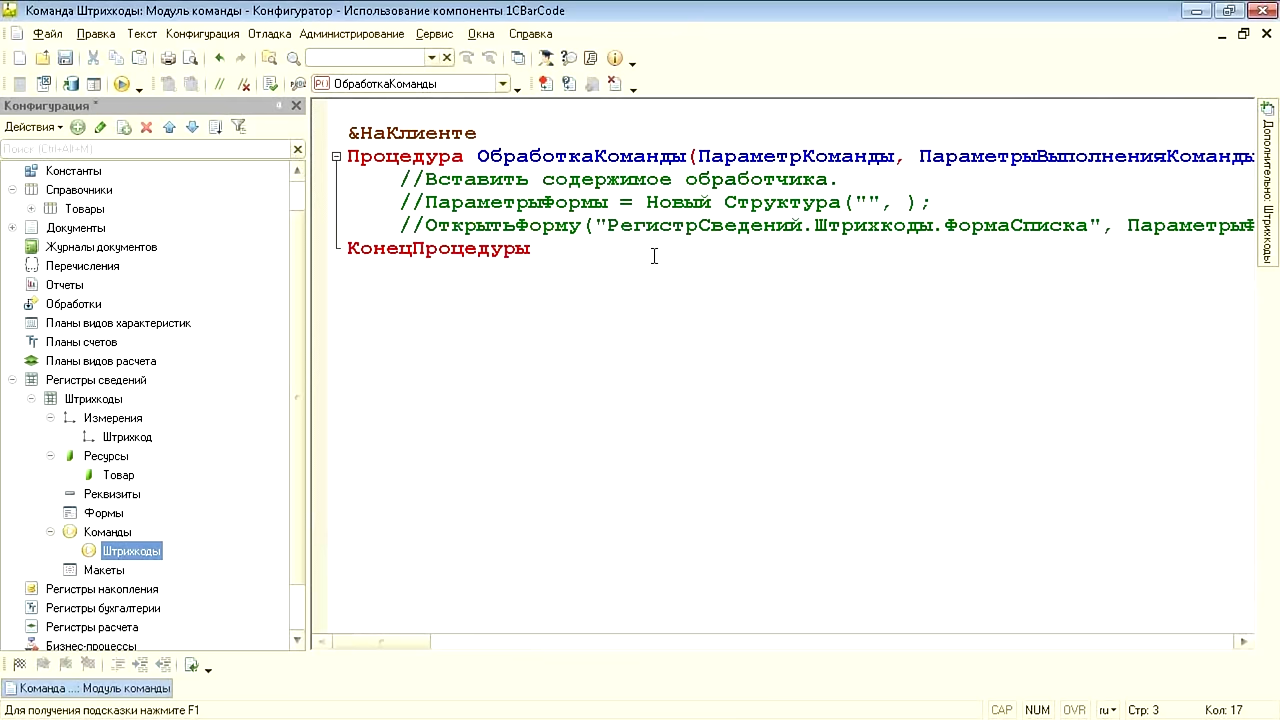 Команда Штрихкоды: Модуль команды - Конфигуратор - Использование компоненты 1CBarCode
Файл Правка Текст Конфигурация Отладка Администрирование Сервис Окна Справка
ОбработкаКоманды
Конфигурация *
Действия
Поиск (Ctrl+Alt+M)
Константы
Справочники
Товары
Документы
Журналы документов
Перечисления
Отчеты
Обработки
Планы видов характеристик
Планы счетов
Планы видов расчета
Регистры сведений
Штрихкоды
Измерения
Штрихкод
Ресурсы
Товар
Реквизиты
Формы
Команды
Штрихкоды
Макеты
Регистры накопления
Регистры бухгалтерии
Регистры расчета
Бизнес-процессы
&НаКлиенте
Процедура ОбработкаКоманды(ПараметрКоманды, ПараметрыВыполненияКоманды
//Вставить содержимое обработчика.
//ПараметрыФормы = Новый Структура("", );
//ОткрытьФорму("РегистрСведений.Штрихкоды.ФормаСписка", ПараметрыФ
КонецПроцедуры
Дополнительно: Штрихкоды
Команда ...: Модуль команды
Для получения подсказки нажмите F1
CAP NUM OVR ru Стр: 3 Кол: 17